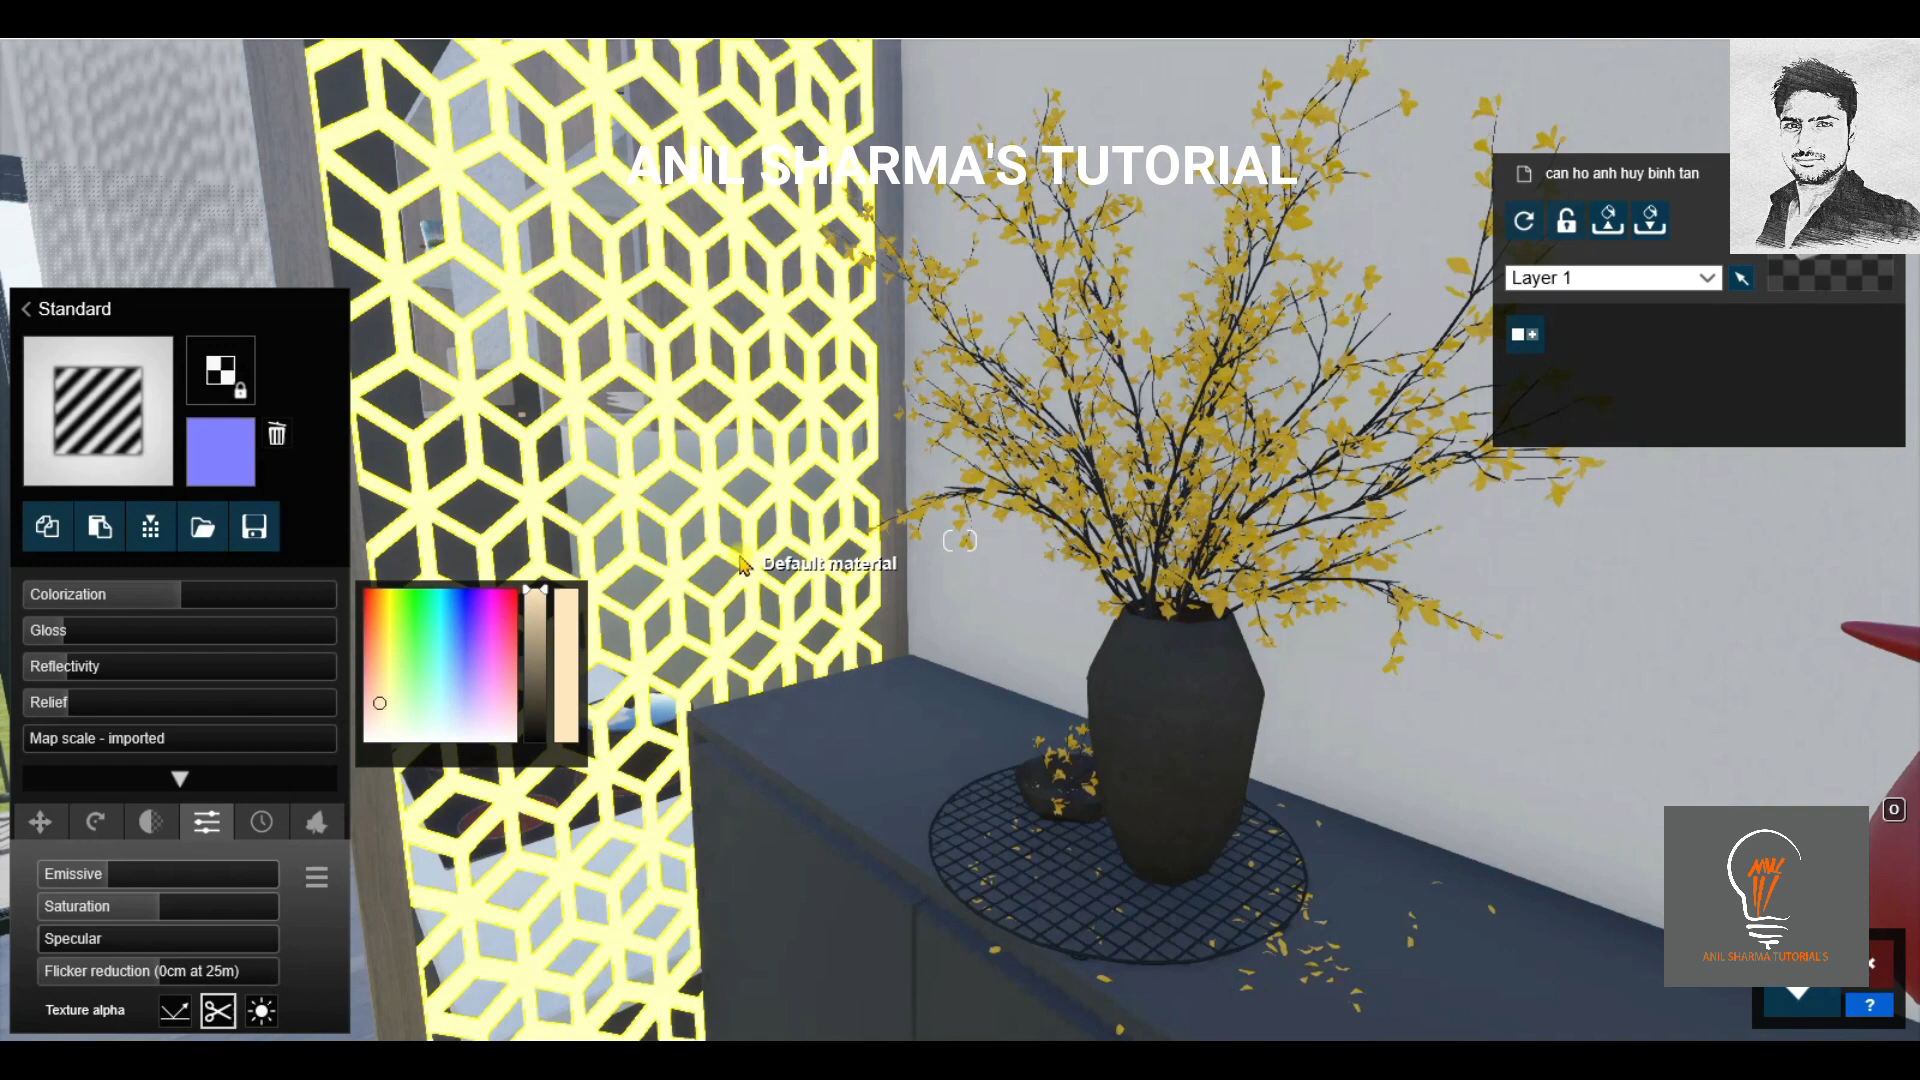 ANIL SHARMA'S TUTORIAL
can ho anh huy binh tan
Layer 1
Standard
Default material
Colorization
Gloss
Reflectivity
Relief
Map scale - imported
Emissive
Saturation
Specular
Flicker reduction (0cm at 25m)
Texture alpha
O
ANIL SHARMA TUTORIAL'S
?